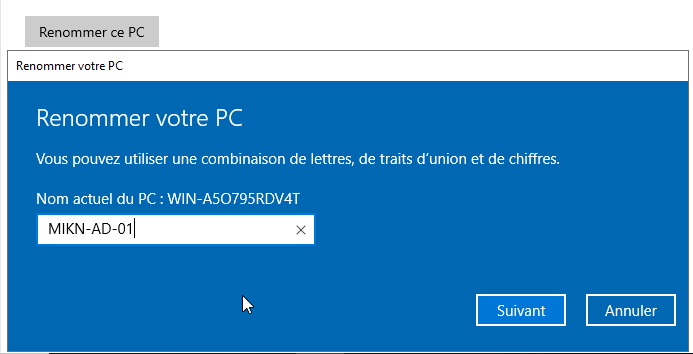 Renommer ce PC
Renommer votre PC
Renommer votre PC
Vous pouvez utiliser une combinaison de lettres, de traits d’union et de chiffres.
Nom actuel du PC : WIN-A5O795RDV4T
MIKN-AD-01
Suivant
Annuler